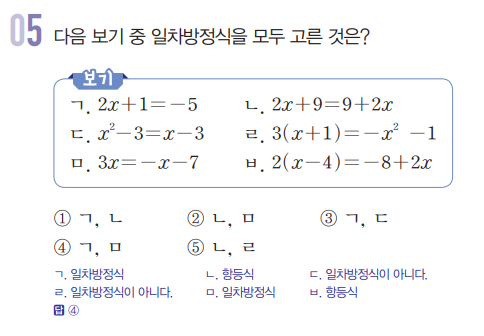 05 다음 보기 중 일차방정식을 모두 고른 것은?
보기
ㄱ. 2x+1=-5 ㄴ. 2x+9=9+2x
ㄷ. x²-3=x-3 ㄹ. 3(x+1)=-x² -1
ㅁ. 3x=-x-7 ㅂ. 2(x-4)=-8+2x
① ㄱ, ㄴ ② ㄴ, ㅁ ③ ㄱ, ㄷ
④ ㄱ, ㅁ ⑤ ㄴ, ㄹ
ㄱ. 일차방정식 ㄴ. 항등식 ㄷ. 일차방정식이 아니다.
ㄹ. 일차방정식이 아니다. ㅁ. 일차방정식 ㅂ. 항등식
답 ④